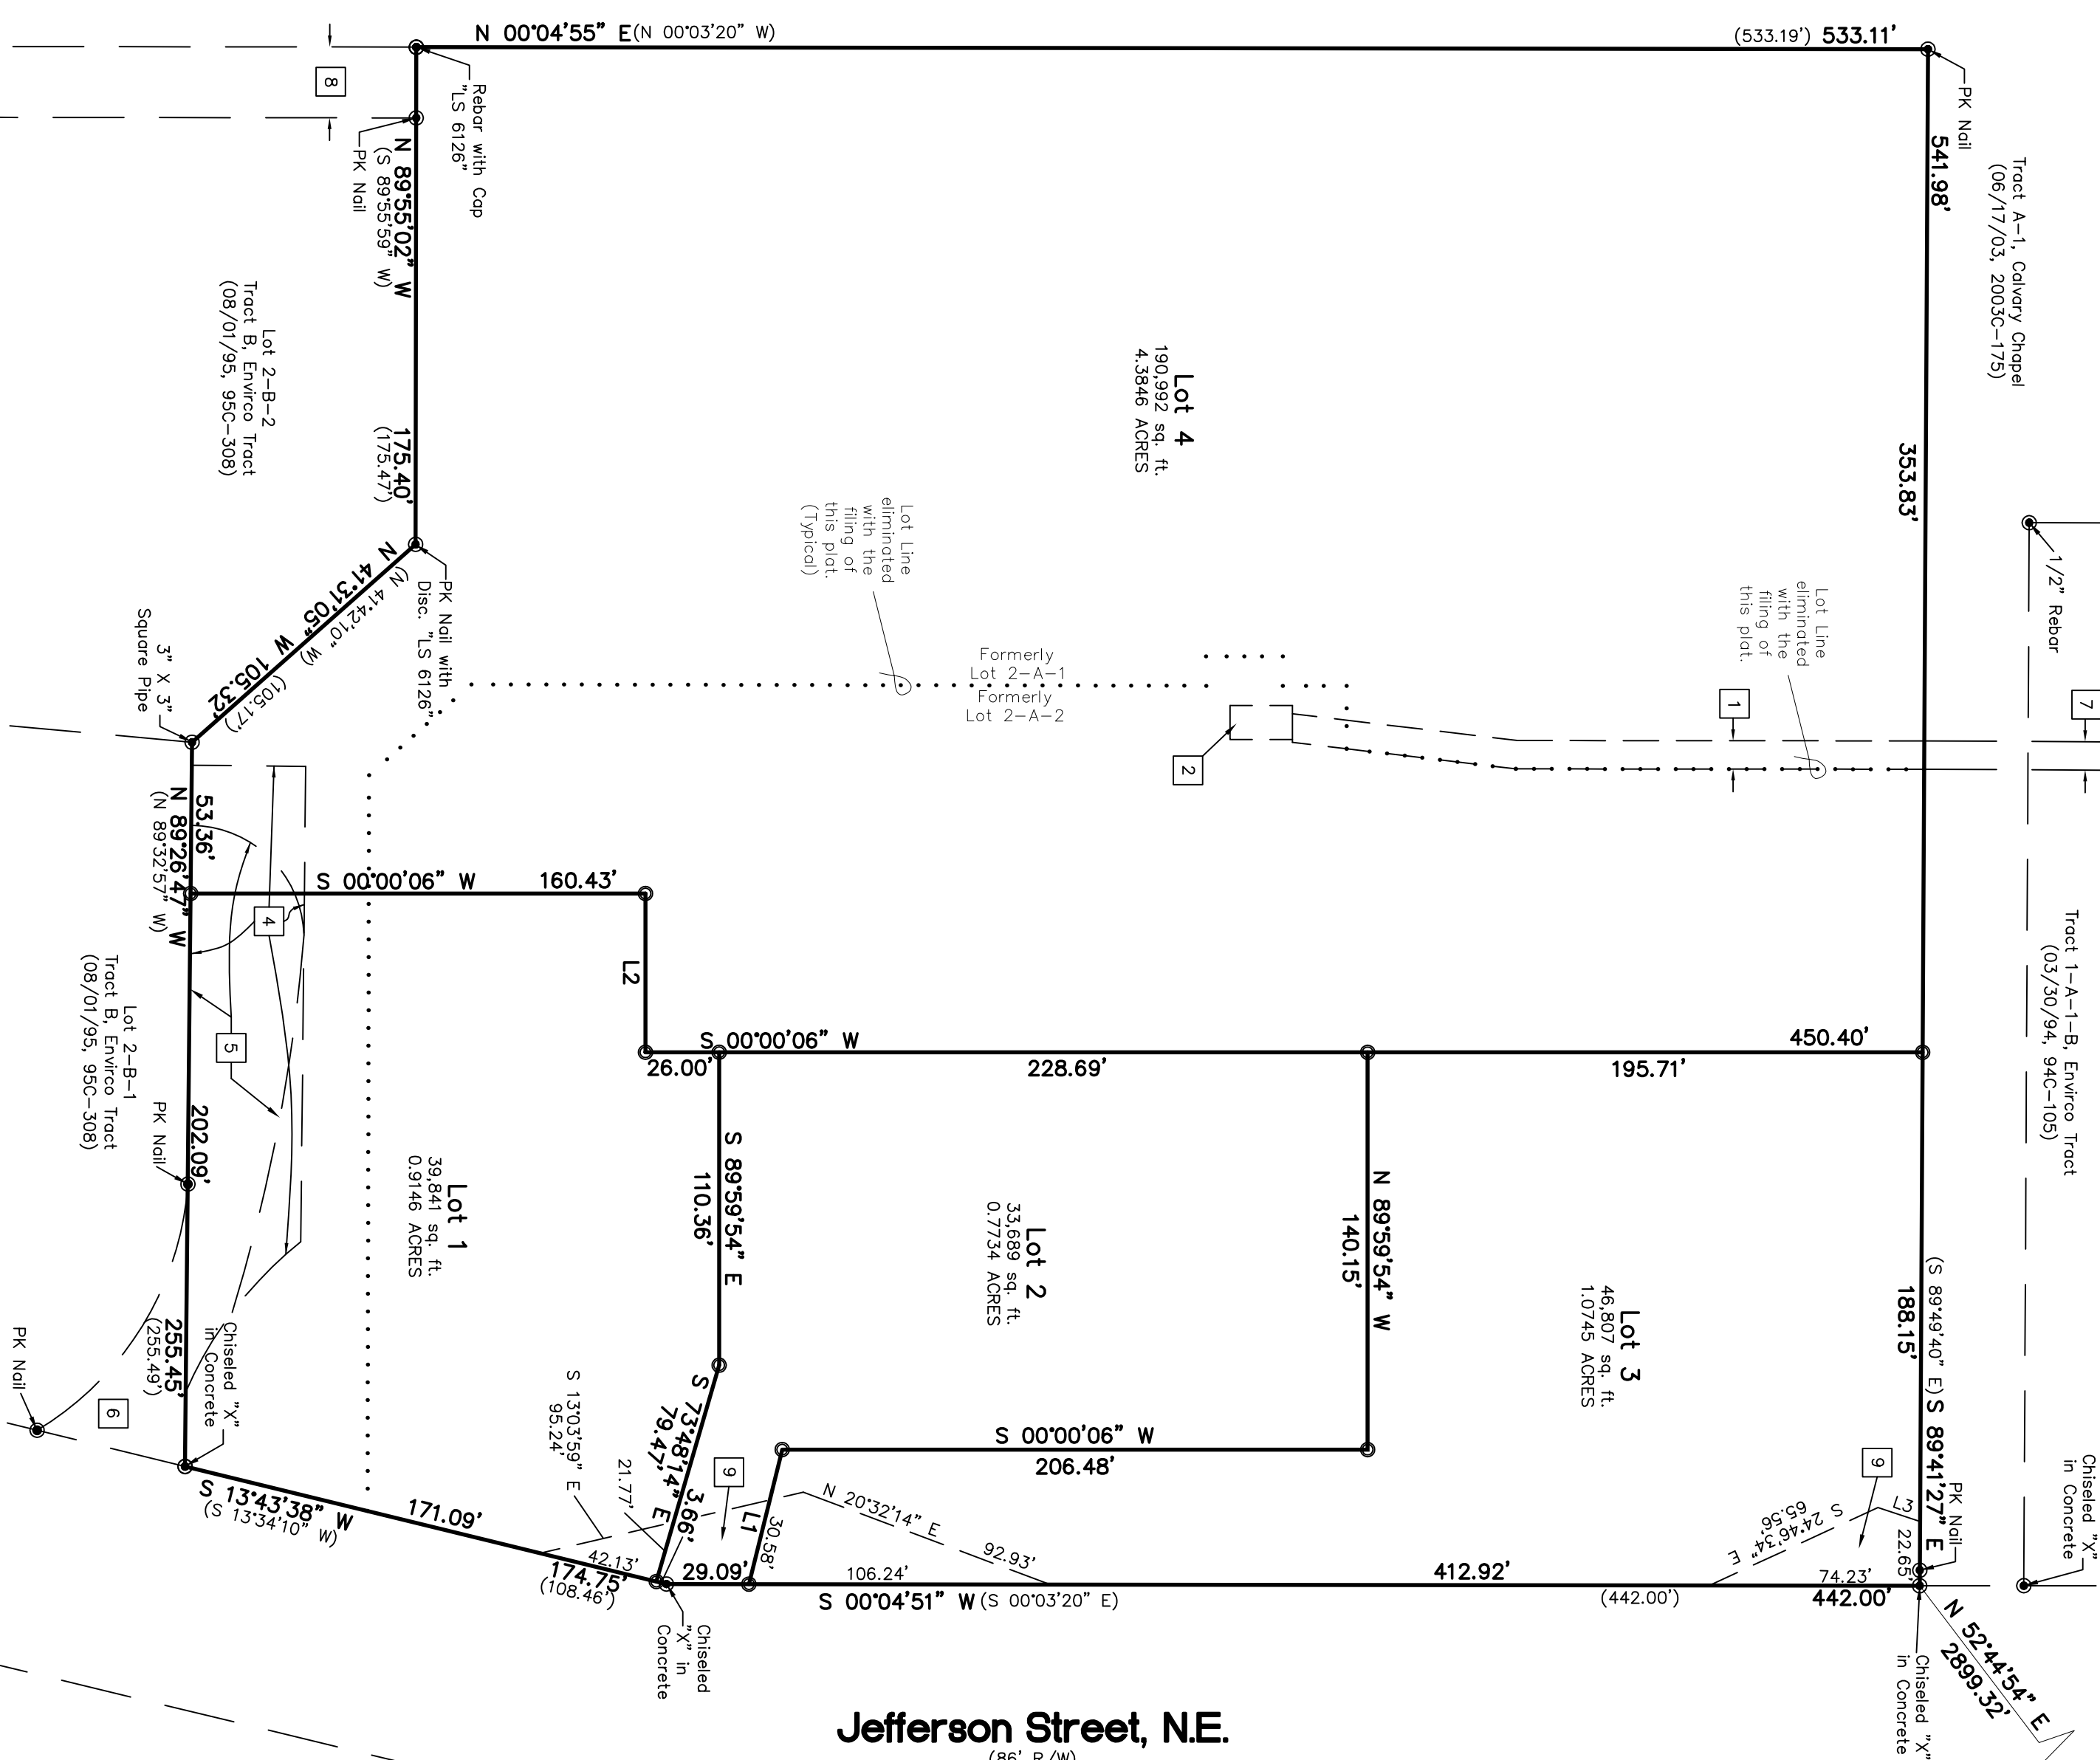 N 00°04'55" E (N 00°03'20" W)
(533.19') 533.11'
PK Nail
541.98'
Tract A-1, Calvary Chapel
(06/17/03, 2003C-175)
353.83'
1/2" Rebar
7
Tract 1-A-1-B, Envirco Tract
(03/30/94, 94C-105)
8
Rebar with Cap
"LS 6126"
PK Nail
N 89°55'02" W
(S 89°55'59" W)
175.40'
(175.47')
Lot 2-B-2
Tract B, Envirco Tract
(08/01/95, 95C-308)
Lot 4
190,992 sq. ft.
4.3846 ACRES
Lot Line
eliminated
with the
filing of
this plat.
(Typical)
Lot Line
eliminated
with the
filing of
this plat.
Formerly
Lot 2-A-1
Formerly
Lot 2-A-2
1
2
PK Nail with
Disc. "LS 6126"
N 41°31'05" W 105.32'
(N 41°42'10" W)
(105.17')
3" X 3"
Square Pipe
53.36'
N 89°26'47" W
(N 89°32'57" W)
4
5
S 00°00'06" W 160.43'
L2
S 00°00'06" W
450.40'
26.00'
228.69'
195.71'
Lot 2-B-1
Tract B, Envirco Tract
(08/01/95, 95C-308)
PK Nail
202.09'
Lot 1
39,841 sq. ft.
0.9146 ACRES
S 89°59'54" E
110.36'
Lot 2
33,689 sq. ft.
0.7734 ACRES
N 89°59'54" W
140.15'
Lot 3
46,807 sq. ft.
1.0745 ACRES
(S 89°49'40" E) S 89°41'27" E
188.15'
PK Nail
6
255.45'
(255.49')
Chiseled "X"
in Concrete
S 13°03'59" E
95.24'
21.77'
S 73°48'14" E
79.47'
3.66'
9
L1
30.58'
S 00°00'06" W
206.48'
N 20°32'14" E
92.93'
S 24°46'34" E
65.56'
9
L3
22.65'
PK Nail
Chiseled "X"
in Concrete
S 13°43'38" W
(S 13°34'10" W)
171.09'
42.13'
174.75'
(108.46')
29.09'
106.24'
S 00°04'51" W (S 00°03'20" E)
412.92'
(442.00')
74.23'
442.00'
Chiseled
"X" in
Concrete
Chiseled "X"
in Concrete
N 52°44'54" E
2899.32'
Jefferson Street, N.E.
(86' R/W)